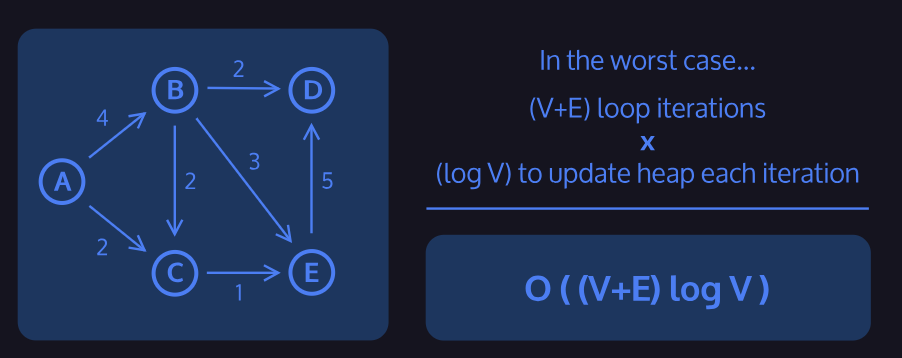 2
B
D
4
3
A
2
5
2
C
E
1
In the worst case...
(V+E) loop iterations
x
(log V) to update heap each iteration
O ( (V+E) log V )